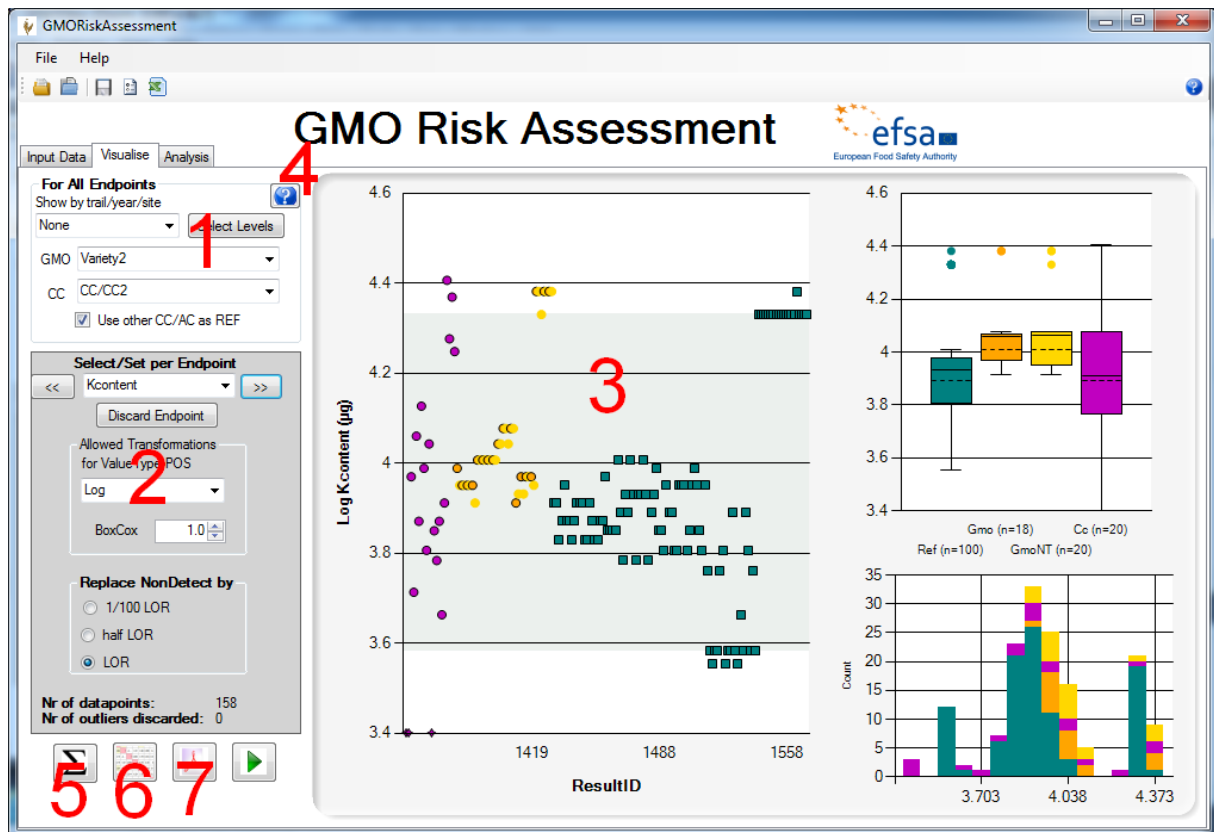 GMORiskAssessment
File Help
GMO Risk Assessment
efsa
European Food Safety Authority
Input Data Visualise Analysis
4
For All Endpoints
Show by trail/year/site
None Select Levels
1
GMO Variety2
CC CC/CC2
Use other CC/AC as REF
Select/Set per Endpoint
<< Kcontent >>
Discard Endpoint
Allowed Transformations
for ValueType POS
2
Log
BoxCox 1.0
Replace NonDetect by
1/100 LOR
half LOR
LOR
Nr of datapoints: 158
Nr of outliers discarded: 0
Σ
5 6 7
4.6
4.4
4.2
3
4
3.8
3.6
3.4
Log Kcontent (µg)
1419 1488 1558
ResultID
4.6
4.4
4.2
4
3.8
3.6
3.4
Gmo (n=18) Cc (n=20)
Ref (n=100) GmoNT (n=20)
35
30
25
20
15
10
5
0
Count
3.703 4.038 4.373